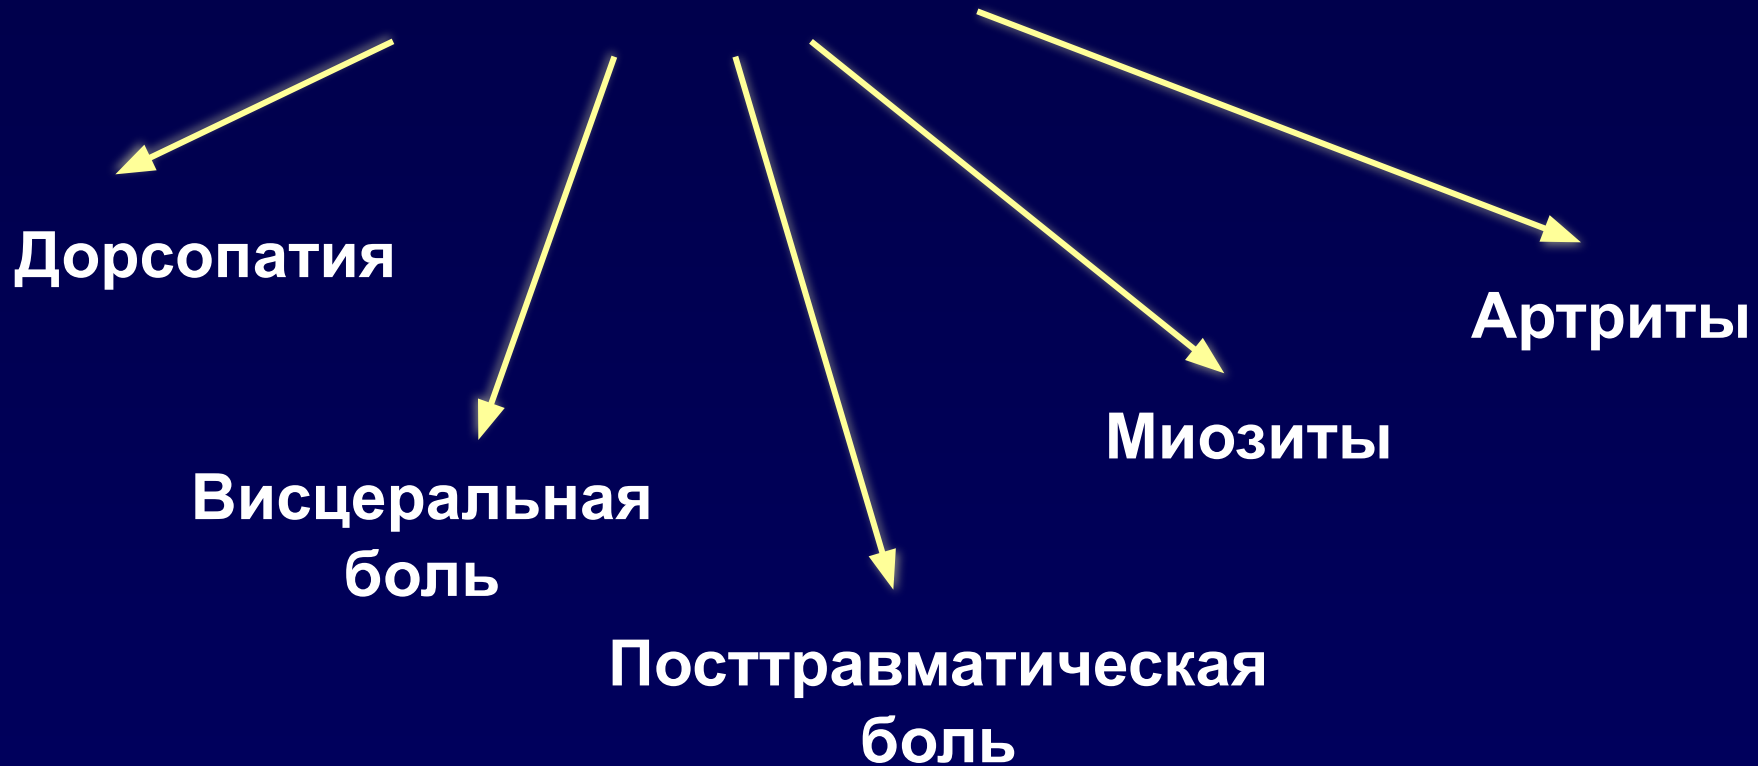 Дорсопатия
Артриты
Миозиты
Висцеральная
боль
Посттравматическая
боль